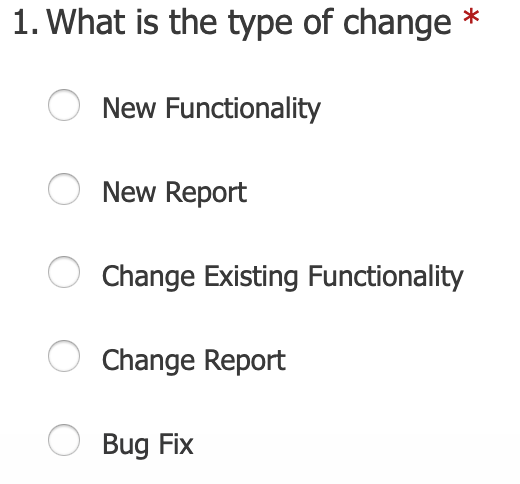 1. What is the type of change *
New Functionality
New Report
Change Existing Functionality
Change Report
Bug Fix